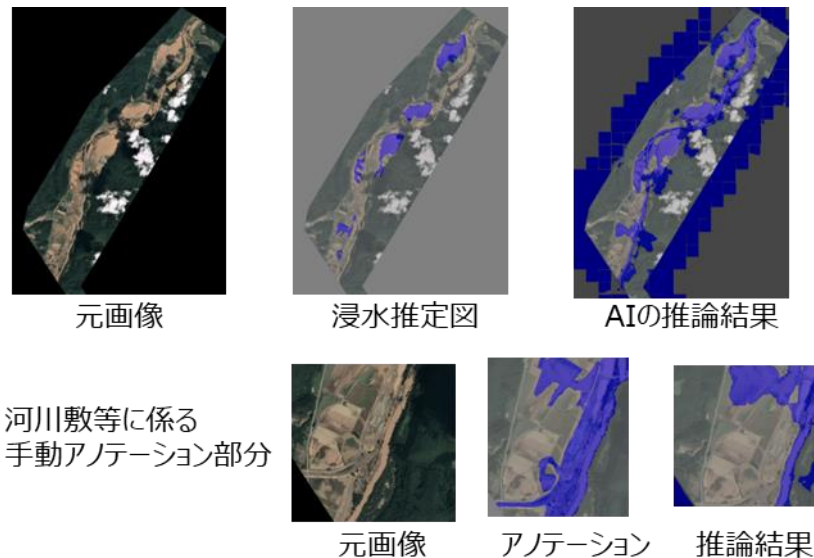 元画像
浸水推定図
AIの推論結果
河川敷等に係る
手動アノテーション部分
元画像
アノテーション
推論結果